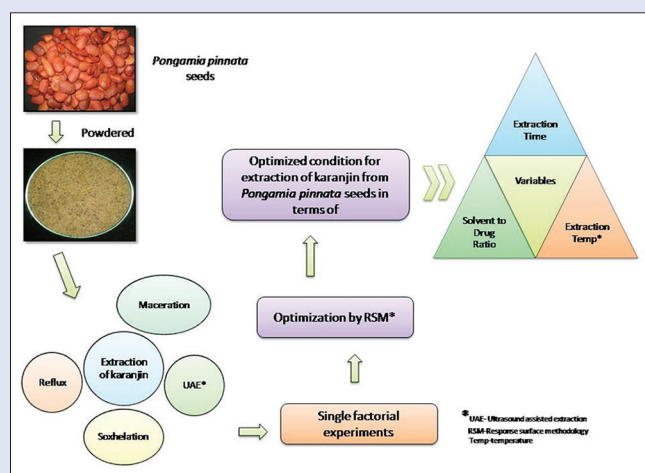 Pongamia pinnata
seeds
Powdered
Maceration
Extraction
of karanjin
Reflux
UAE*
Soxhelation
Single factorial
experiments
Optimization by RSM*
Optimized condition for
extraction of karanjin from
Pongamia pinnata seeds in
terms of
Extraction
Time
Variables
Solvent to
Drug
Ratio
Extraction
Temp*
* UAE- Ultrasound assisted extraction
RSM-Response surface methodology
Temp-temperature